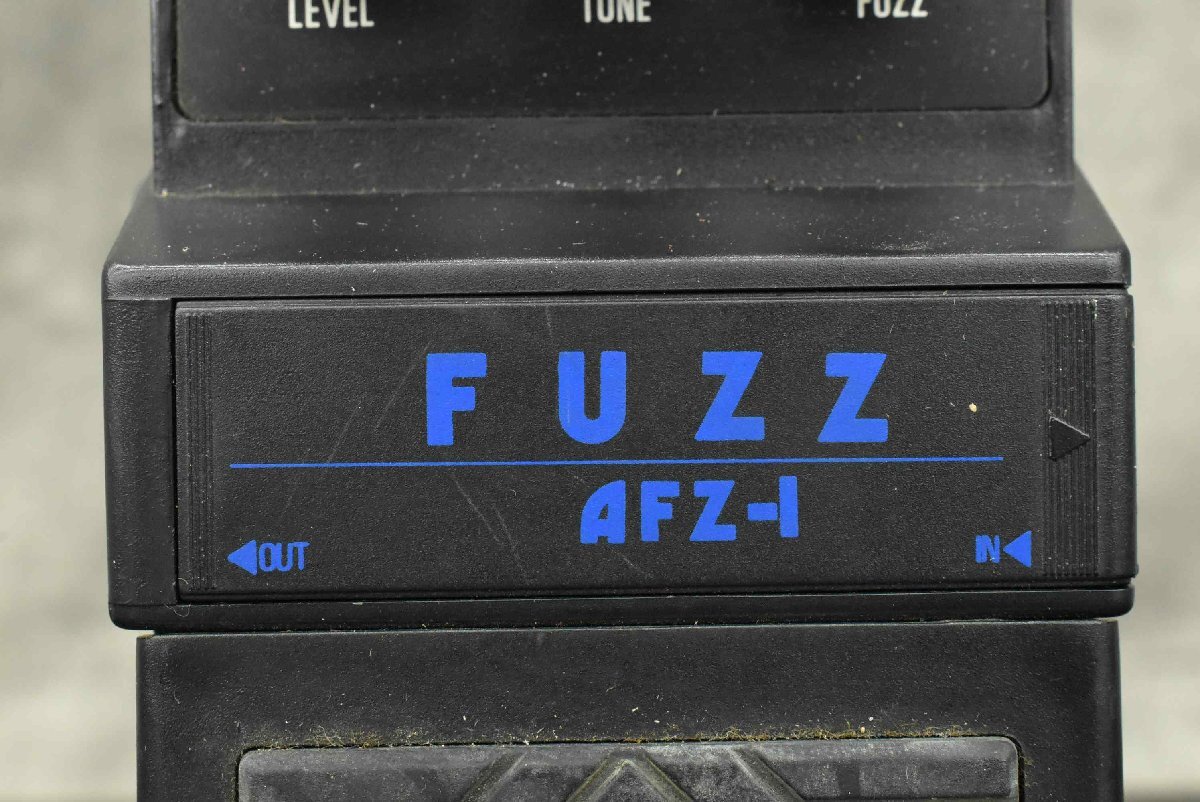 LEVEL TONE FUZZ
FUZZ
AFZ-1
◀OUT IN◀